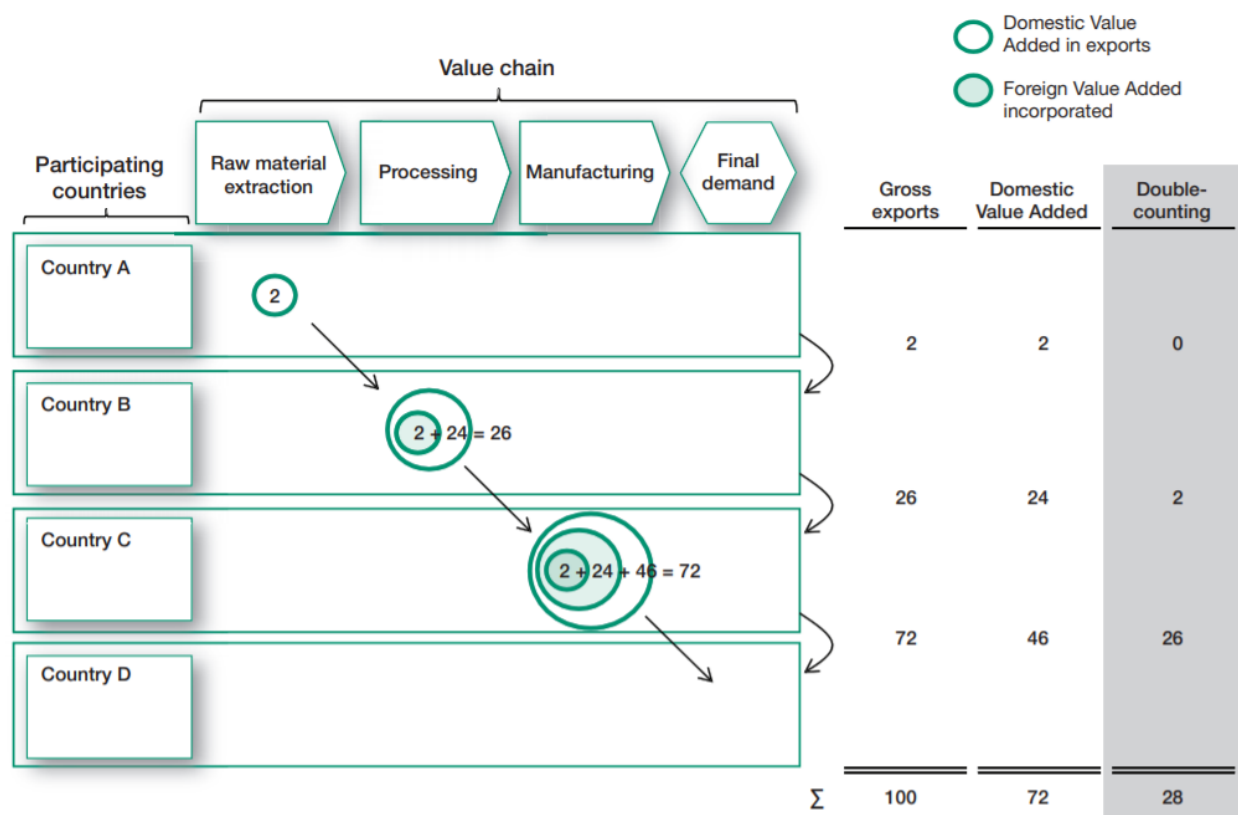 Domestic Value
Added in exports
Foreign Value Added
incorporated
Value chain
Participating
countries
Raw material
extraction
Processing
Manufacturing
Final
demand
Gross
exports
Domestic
Value Added
Double-
counting
Country A
2
2
2
0
Country B
2 + 24 = 26
26
24
2
Country C
2 + 24 + 46 = 72
72
46
26
Country D
Σ
100
72
28